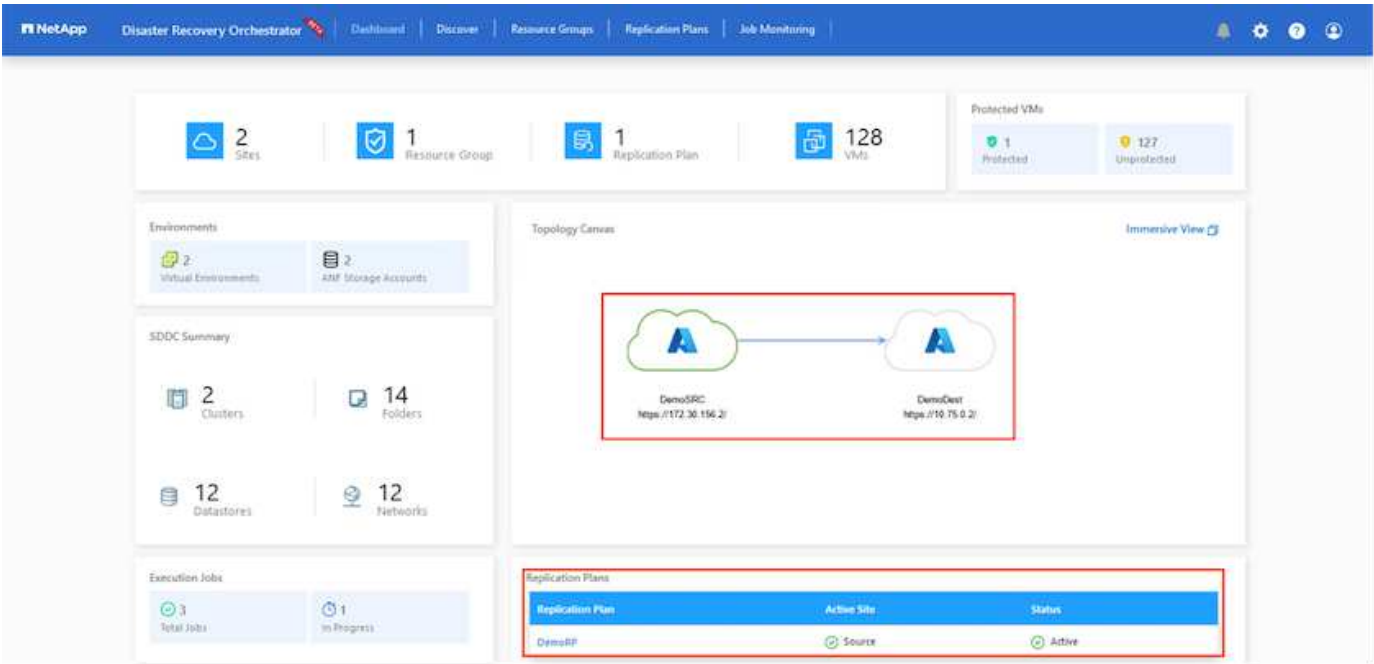 NetApp Disaster Recovery Orchestrator Dashboard Discover Resource Groups Replication Plans Job Monitoring
2
Sites
1
Resource Group
1
Replication Plan
128
VMs
Protected VMs
1
Protected
127
Unprotected
Environments
2
Virtual Environments
2
ANF Storage Accounts
Topology Canvas
Immersive View
DemoSRC
https://172.30.156.2/
DemoDest
https://10.75.0.2/
SDDC Summary
2
Clusters
14
Folders
12
Datastores
12
Networks
Execution Jobs
3
Total Jobs
1
In Progress
Replication Plans
Replication Plan Active Site Status
DemoRP Source Active